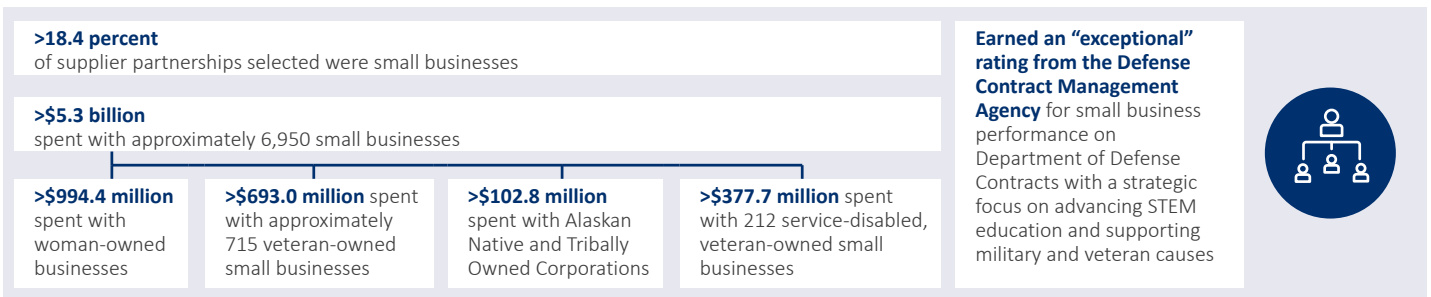 >18.4 percent
of supplier partnerships selected were small businesses
>$5.3 billion
spent with approximately 6,950 small businesses
>$994.4 million
spent with
woman-owned
businesses
>$693.0 million spent
with approximately
715 veteran-owned
small businesses
>$102.8 million
spent with Alaskan
Native and Tribally
Owned Corporations
>$377.7 million spent
with 212 service-disabled,
veteran-owned small
businesses
Earned an “exceptional”
rating from the Defense
Contract Management
Agency for small business
performance on
Department of Defense
Contracts with a strategic
focus on advancing STEM
education and supporting
military and veteran causes